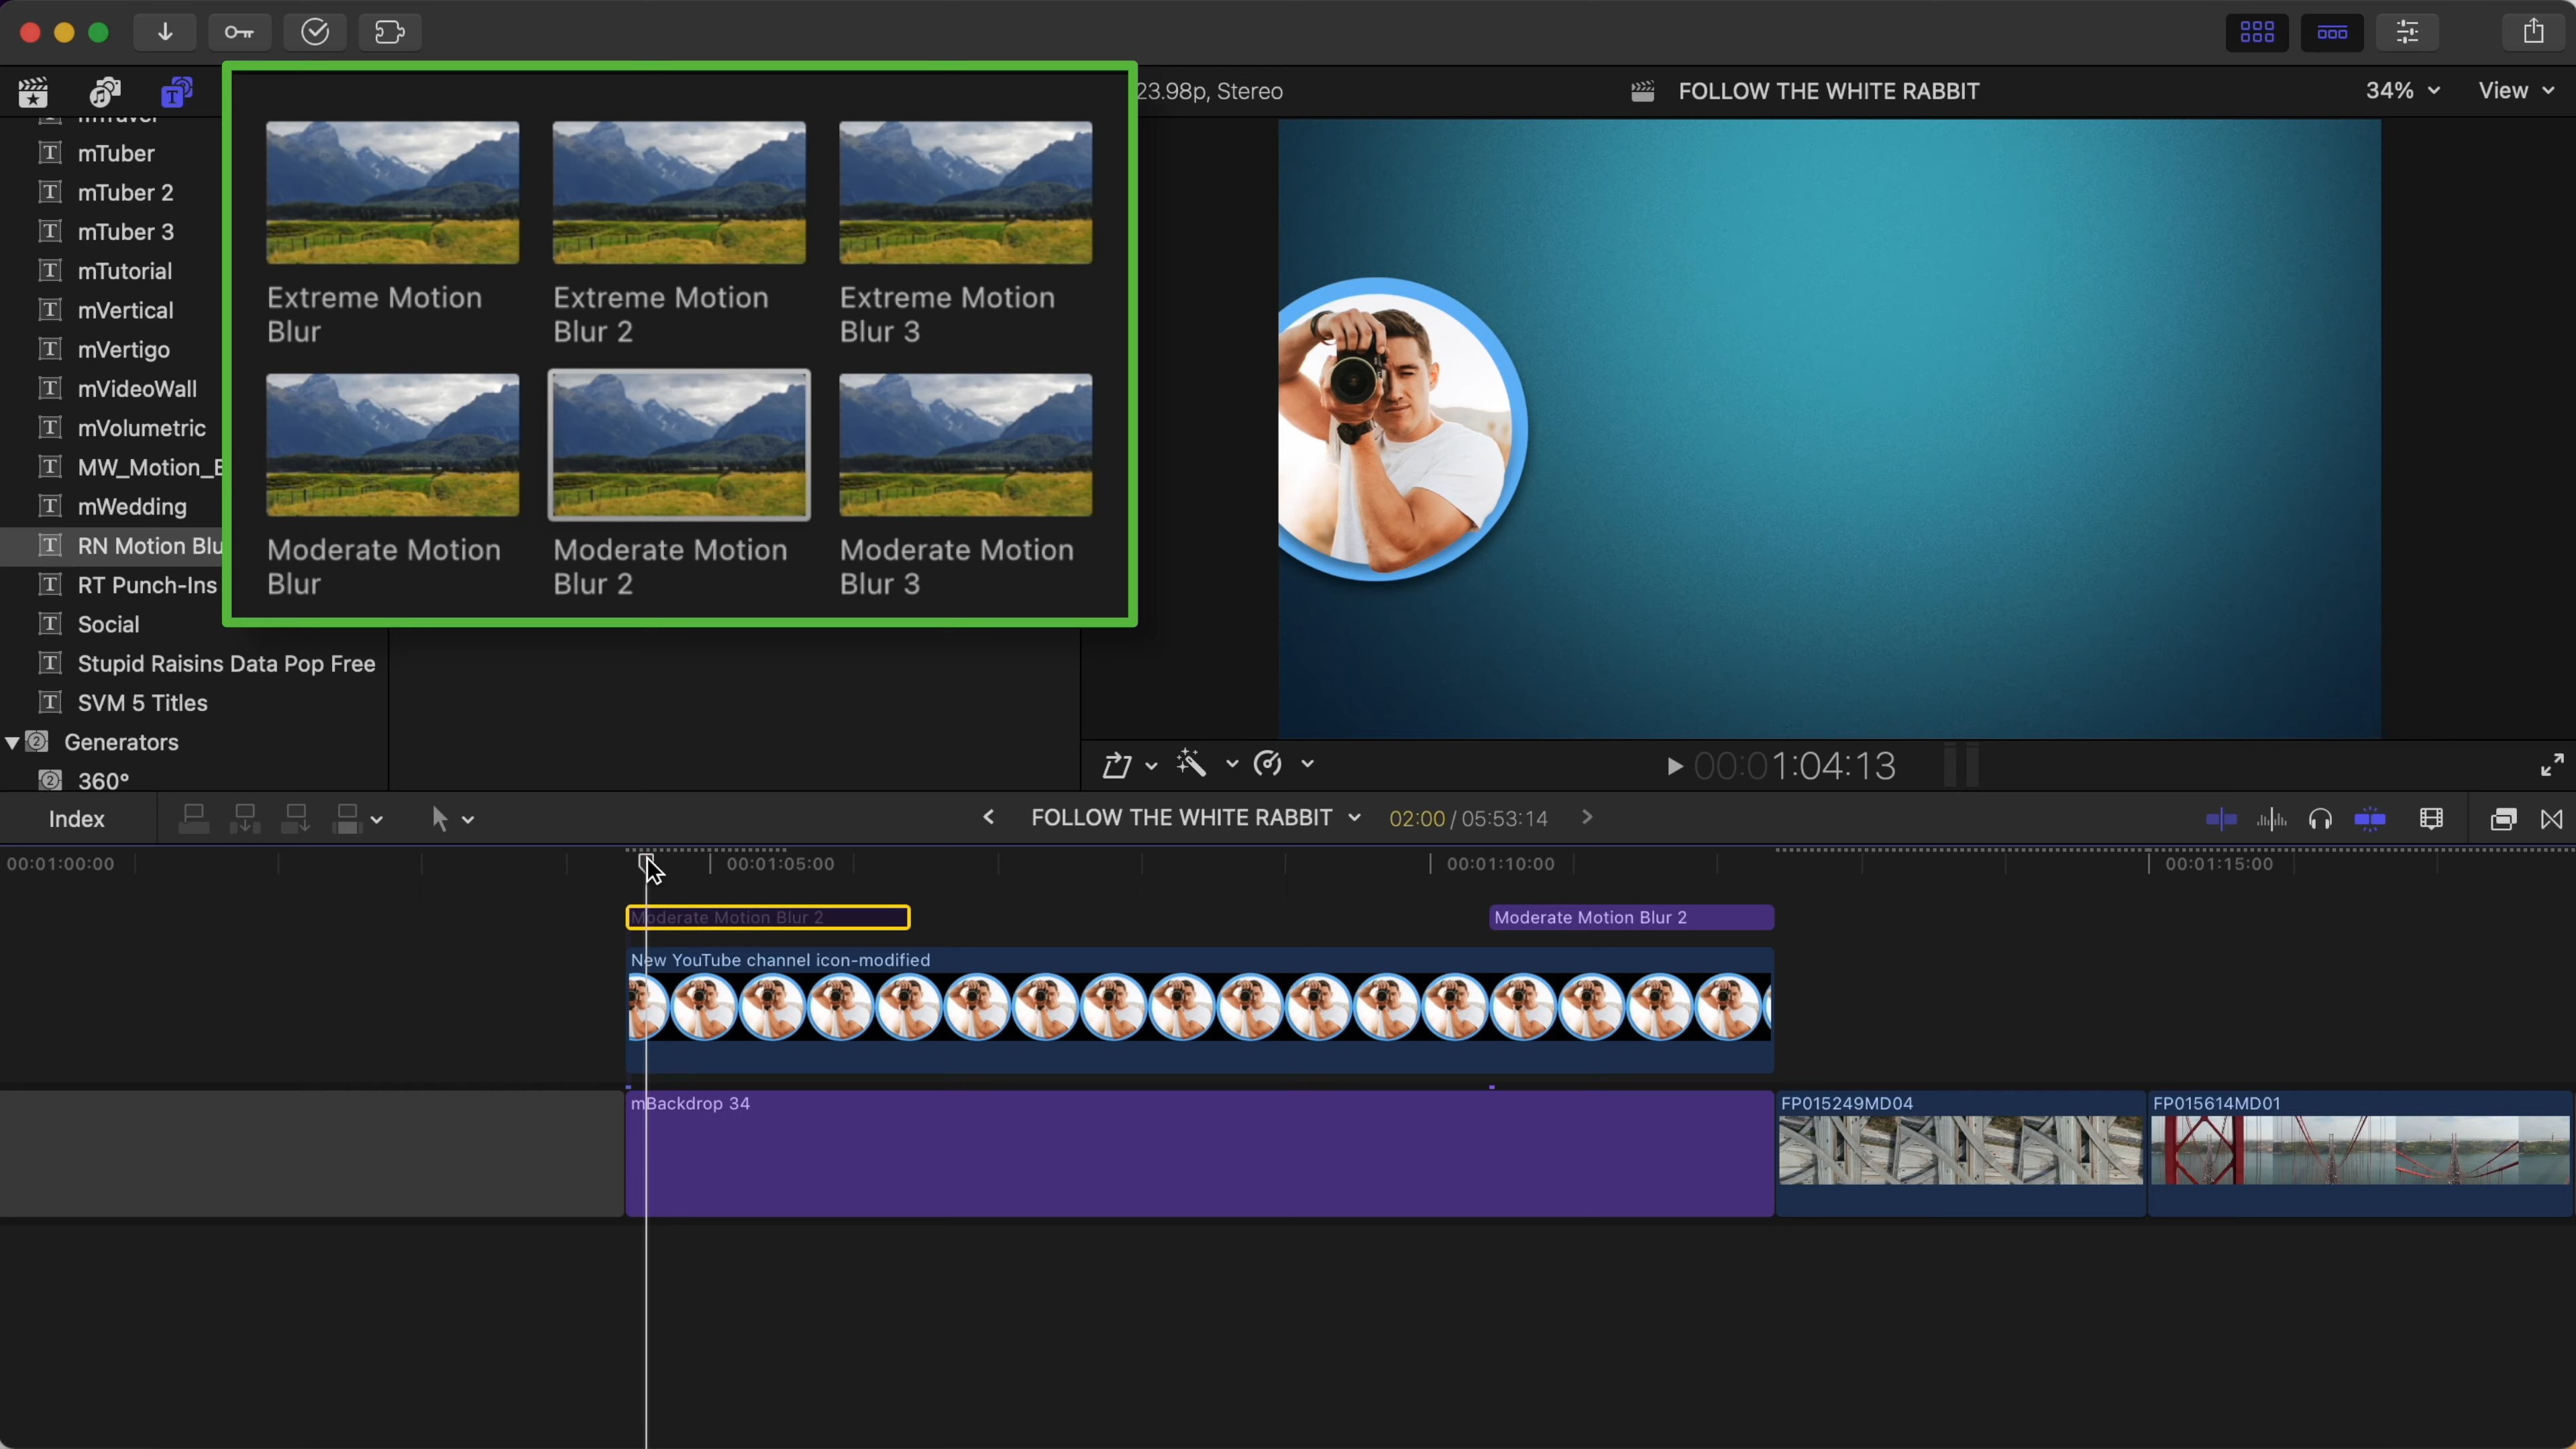 23.98p, Stereo
FOLLOW THE WHITE RABBIT
34%
View
mTuber
mTuber 2
mTuber 3
mTutorial
mVertical
mVertigo
mVideoWall
mVolumetric
MW_Motion_
mWedding
RN Motion Blu
RT Punch-Ins
Social
Stupid Raisins Data Pop Free
SVM 5 Titles
Generators
360°
Extreme Motion
Blur
Extreme Motion
Blur 2
Extreme Motion
Blur 3
Moderate Motion
Blur
Moderate Motion
Blur 2
Moderate Motion
Blur 3
00:01:04:13
Index
FOLLOW THE WHITE RABBIT
02:00 / 05:53:14
00:01:00:00
00:01:05:00
00:01:10:00
00:01:15:00
Moderate Motion Blur 2
Moderate Motion Blur 2
New YouTube channel icon-modified
mBackdrop 34
FP015249MD04
FP015614MD01